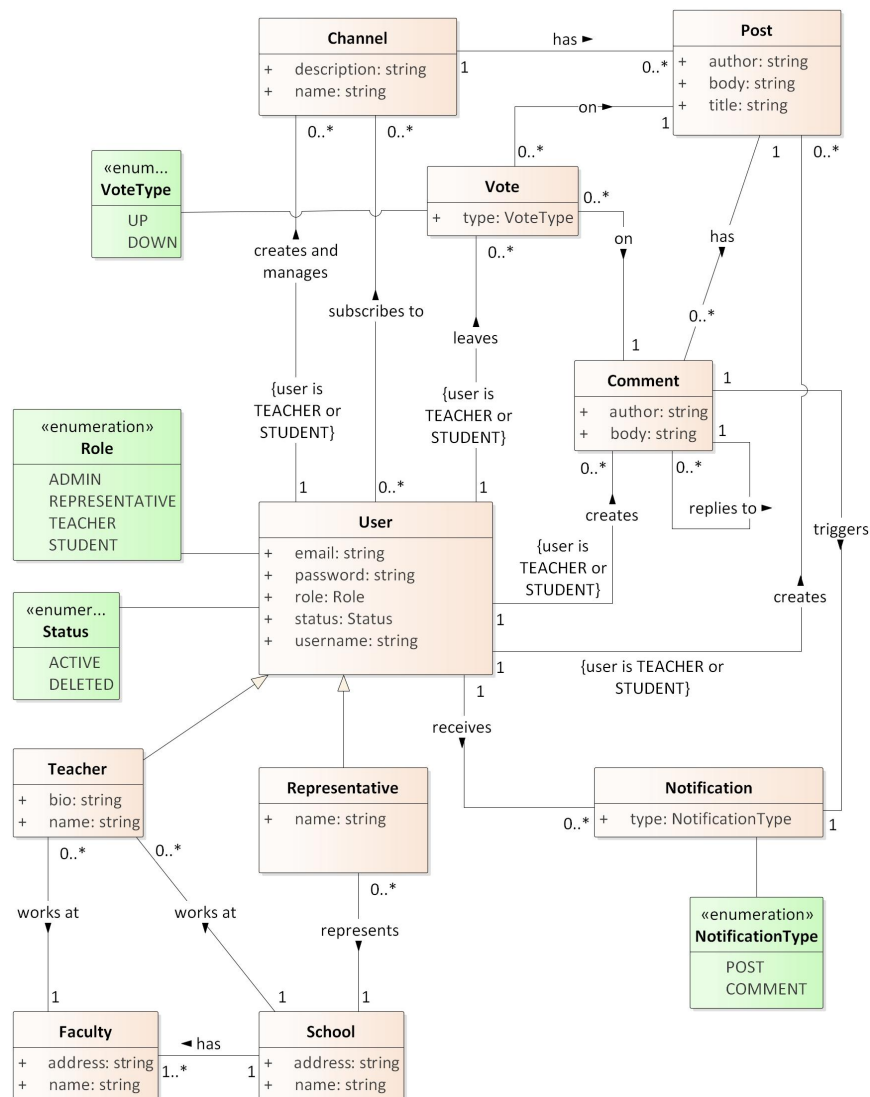 Channel
+ description: string
+ name: string
has ►
1
0..*
Post
+ author: string
+ body: string
+ title: string
on
1
0..*
0..*
0..*
1
0..*
«enum...
VoteType
UP
DOWN
Vote
+ type: VoteType
0..*
on
0..*
creates and
manages
has
subscribes to
leaves
0..*
1
{user is
TEACHER or
STUDENT}
{user is
TEACHER or
STUDENT}
Comment
+ author: string
+ body: string
1
1
0..*
0..*
replies to ►
«enumeration»
Role
ADMIN
REPRESENTATIVE
TEACHER
STUDENT
1
0..*
1
User
+ email: string
+ password: string
+ role: Role
+ status: Status
+ username: string
creates
{user is
TEACHER or
STUDENT}
1
triggers
«enumer...
Status
ACTIVE
DELETED
creates
1
{user is TEACHER or
STUDENT}
1
receives
Teacher
+ bio: string
+ name: string
Representative
+ name: string
Notification
+ type: NotificationType
0..*
1
0..*
0..*
0..*
works at
works at
represents
«enumeration»
NotificationType
POST
COMMENT
1
1
1
Faculty
+ address: string
+ name: string
◄ has
1..*
1
School
+ address: string
+ name: string